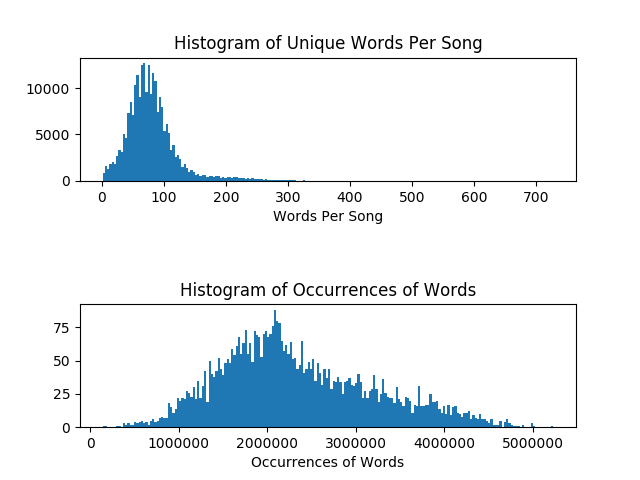 Histogram of Unique Words Per Song
10000
5000
0
0 100 200 300 400 500 600 700
Words Per Song
Histogram of Occurrences of Words
75
50
25
0
0 1000000 2000000 3000000 4000000 5000000
Occurrences of Words